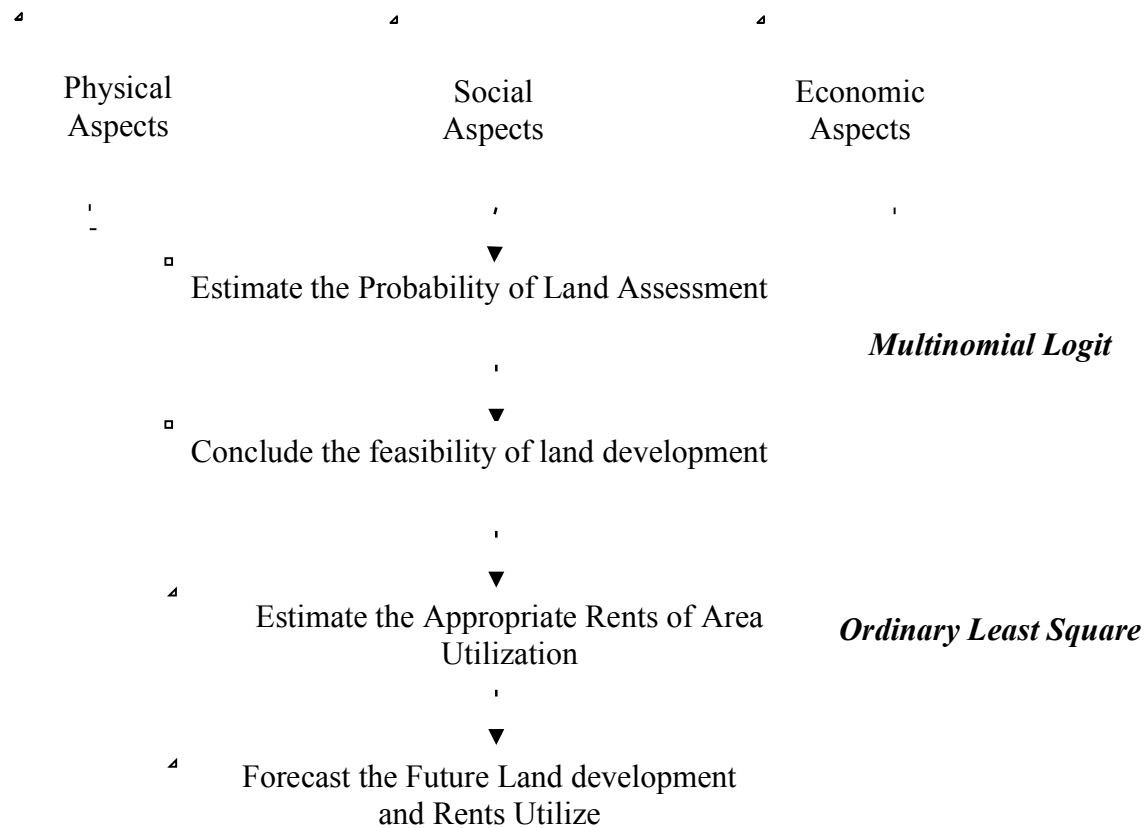 Physical
Aspects
Social
Aspects
Economic
Aspects
Estimate the Probability of Land Assessment
Multinomial Logit
Conclude the feasibility of land development
Estimate the Appropriate Rents of Area
Utilization
Ordinary Least Square
Forecast the Future Land development
and Rents Utilize